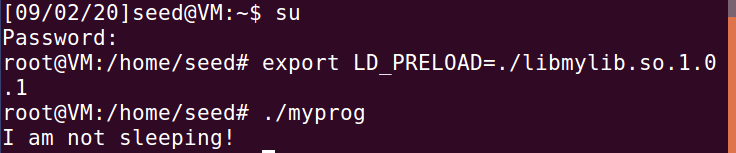 [09/02/20]seed@VM:~$ su
Password:
root@VM:/home/seed# export LD_PRELOAD=./libmylib.so.1.0
.1
root@VM:/home/seed# ./myprog
I am not sleeping!